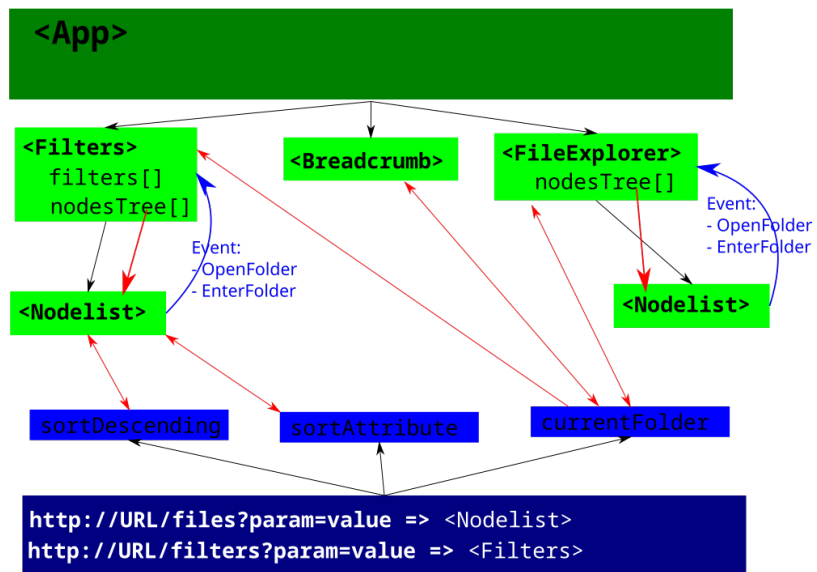 <App>
<Filters>
filters[]
nodesTree[]
<Breadcrumb>
<FileExplorer>
nodesTree[]
Event:
- OpenFolder
- EnterFolder
Event:
- OpenFolder
- EnterFolder
<Nodelist>
<Nodelist>
sortDescending
sortAttribute
currentFolder
http://URL/files?param=value => <Nodelist>
http://URL/filters?param=value => <Filters>